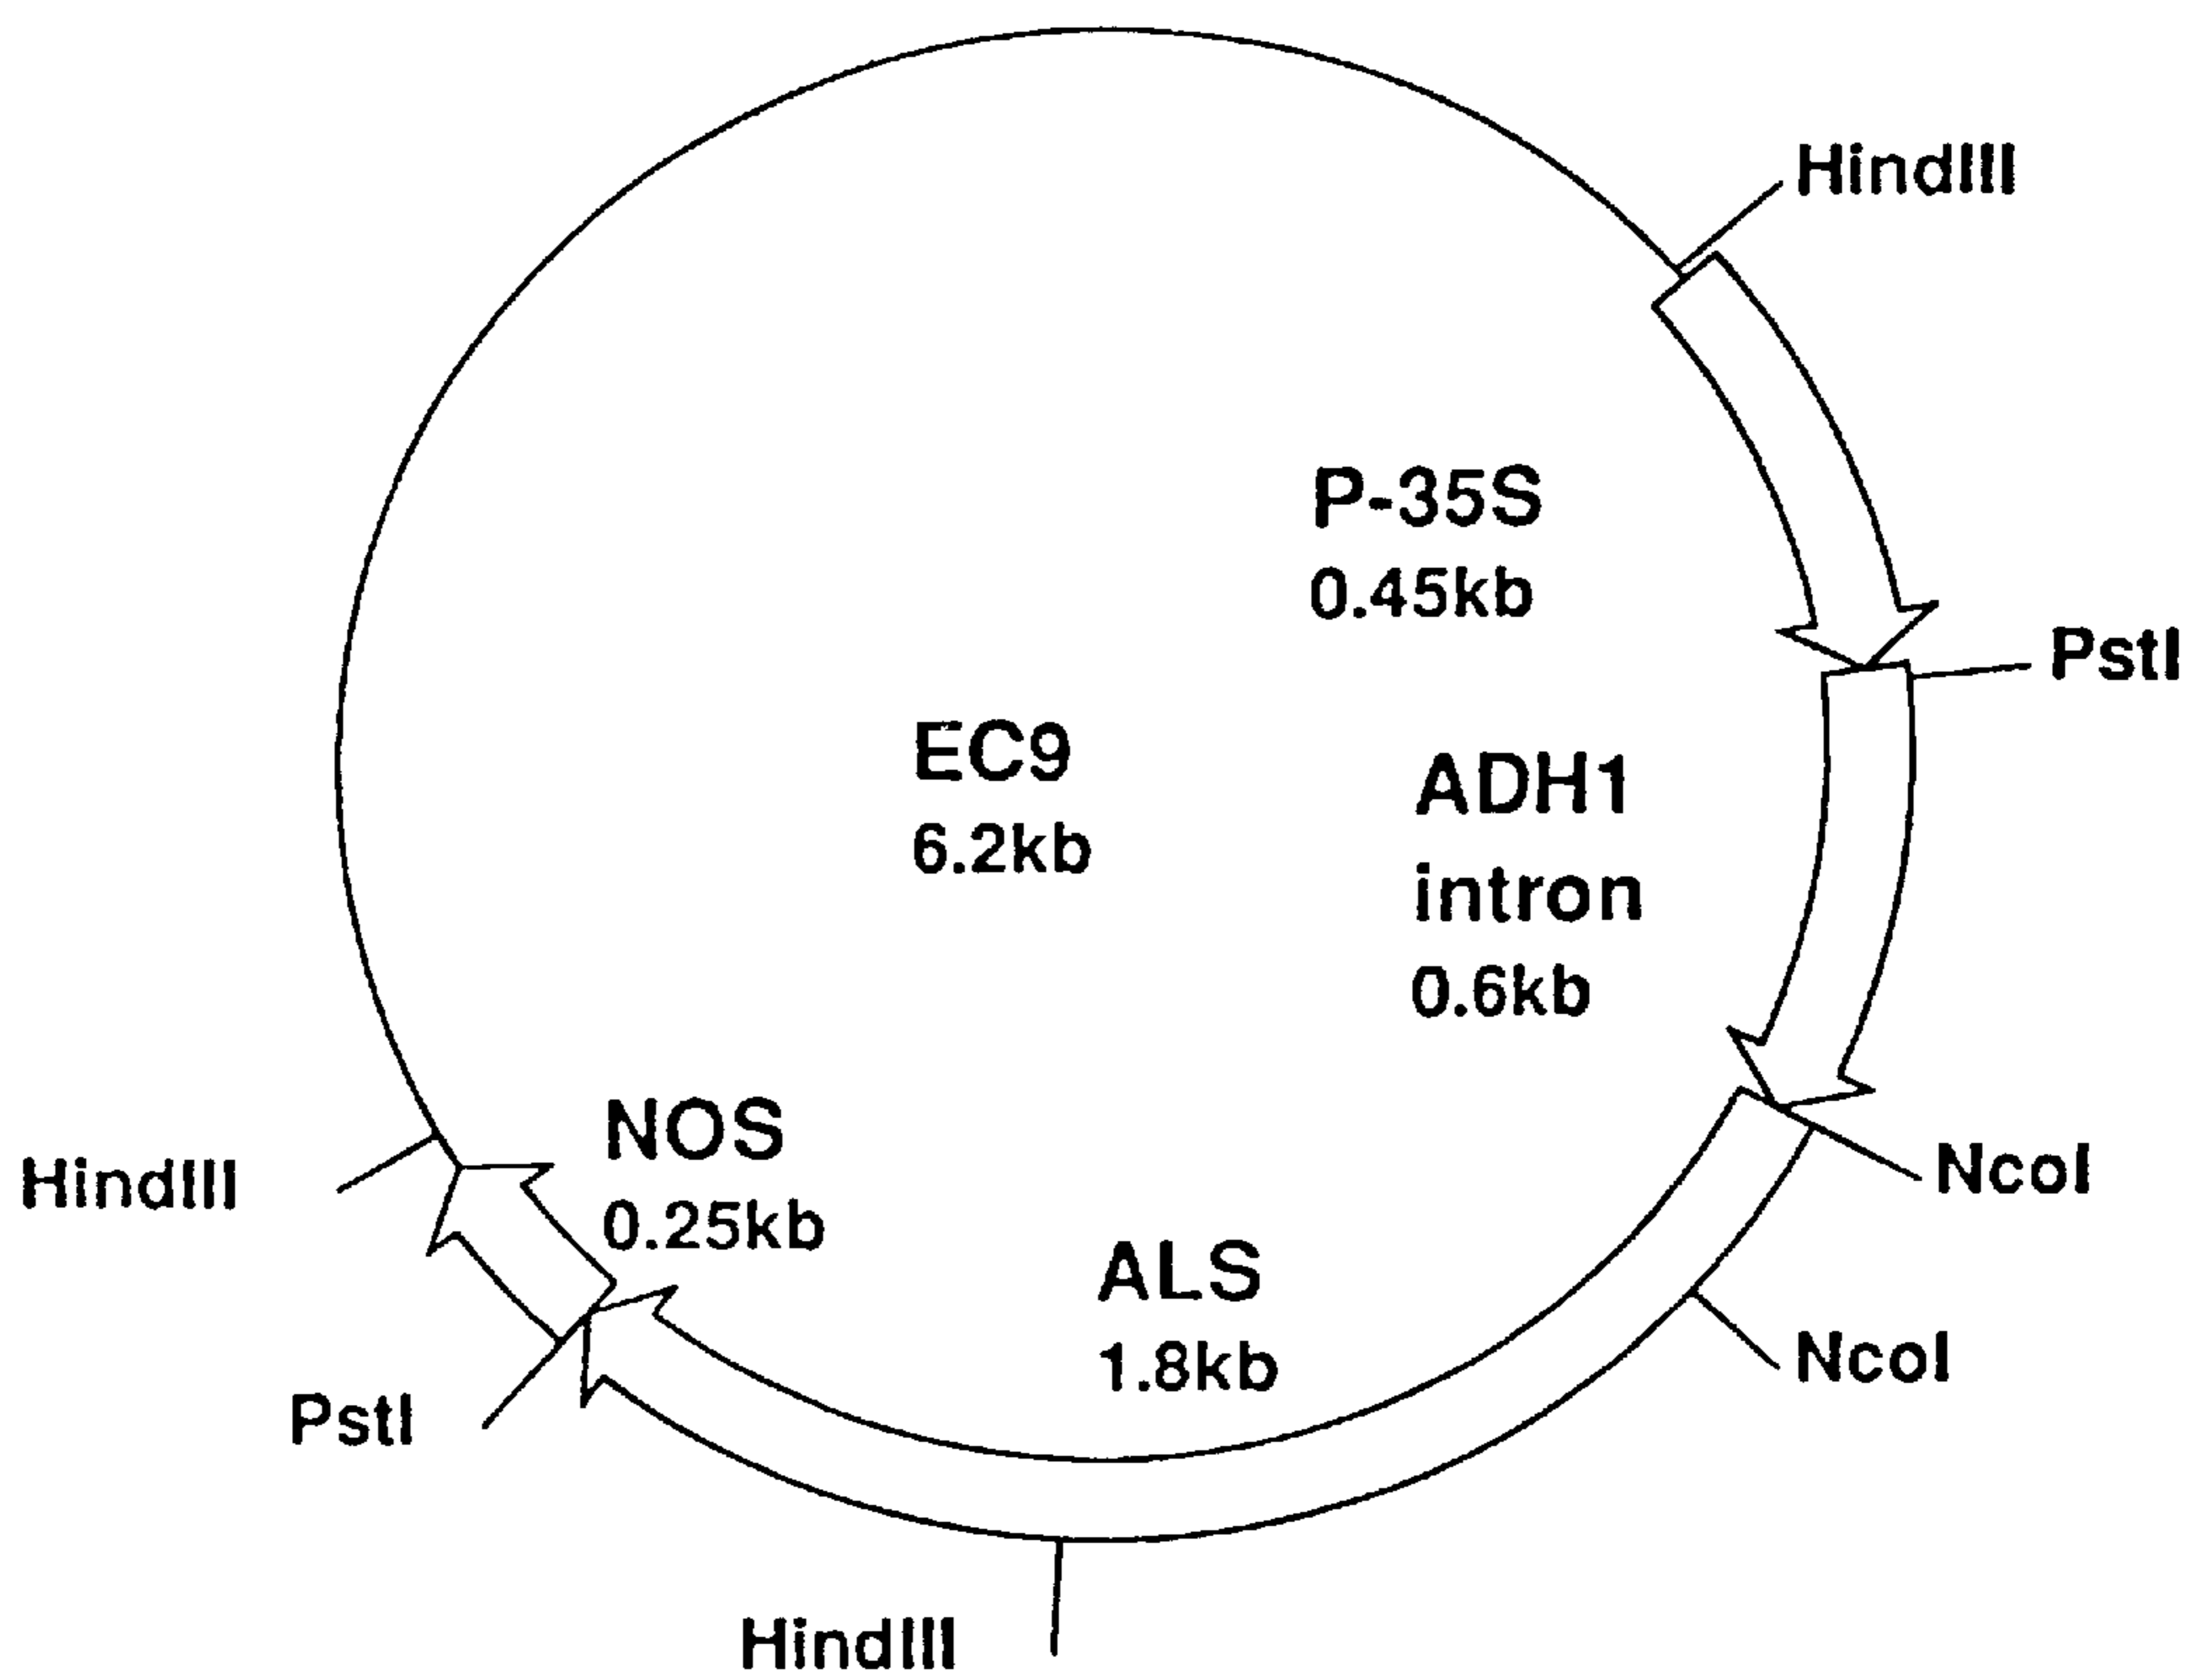 HindIII
P-35S
0.45kb
PstI
EC9
6.2kb
ADH1
intron
0.6kb
NOS
0.25kb
HindIII
NcoI
ALS
1.8kb
NcoI
PstI
HindIII